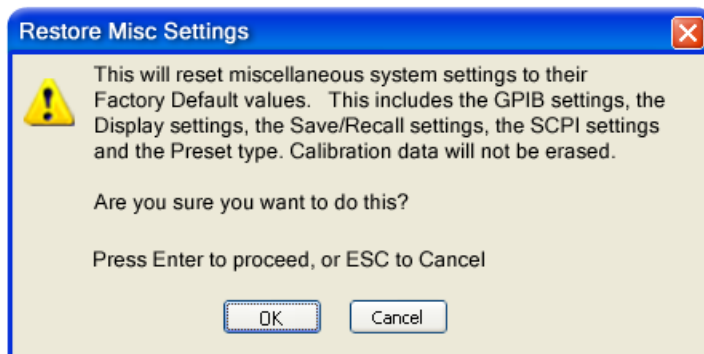 Restore Misc Settings
This will reset miscellaneous system settings to their
Factory Default values.   This includes the GPIB settings, the
Display settings, the Save/Recall settings, the SCPI settings
and the Preset type. Calibration data will not be erased.
Are you sure you want to do this?
Press Enter to proceed, or ESC to Cancel
OK
Cancel